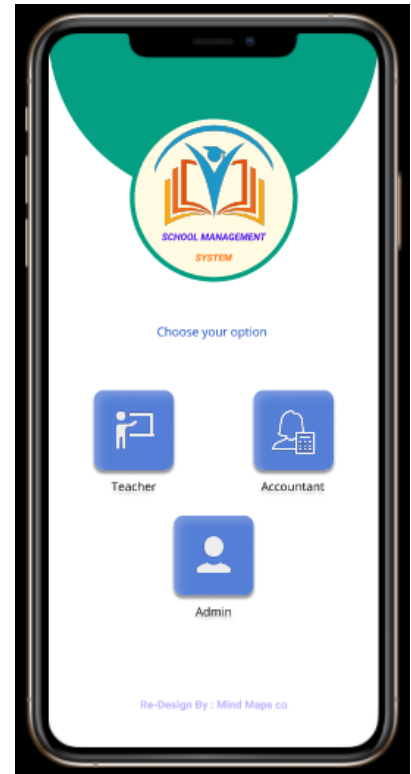 SCHOOL MANAGEMENT
SYSTEM
Choose your option
Teacher
Accountant
Admin
Re-Design By : Mind Maps co